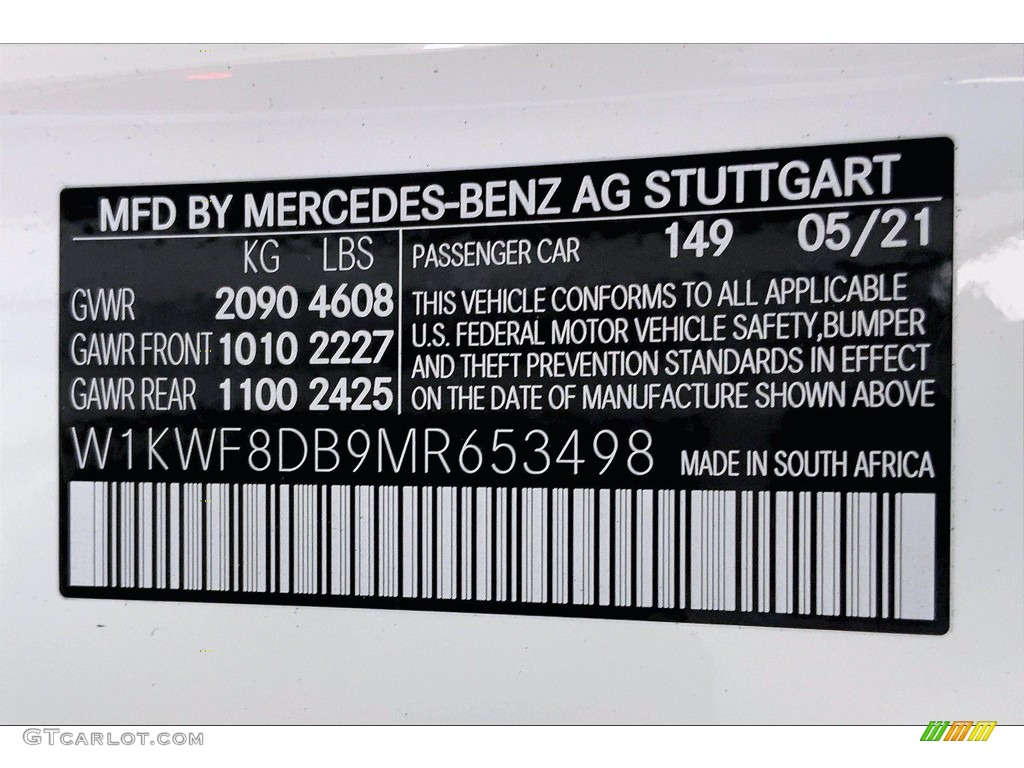 MFD BY MERCEDES-BENZ AG STUTTGART
KG LBS
GVWR 2090 4608
GAWR FRONT 1010 2227
GAWR REAR 1100 2425
PASSENGER CAR 149 05/21
THIS VEHICLE CONFORMS TO ALL APPLICABLE
U.S. FEDERAL MOTOR VEHICLE SAFETY,BUMPER
AND THEFT PREVENTION STANDARDS IN EFFECT
ON THE DATE OF MANUFACTURE SHOWN ABOVE
W1KWF8DB9MR653498 MADE IN SOUTH AFRICA
GTCARLOT.COM